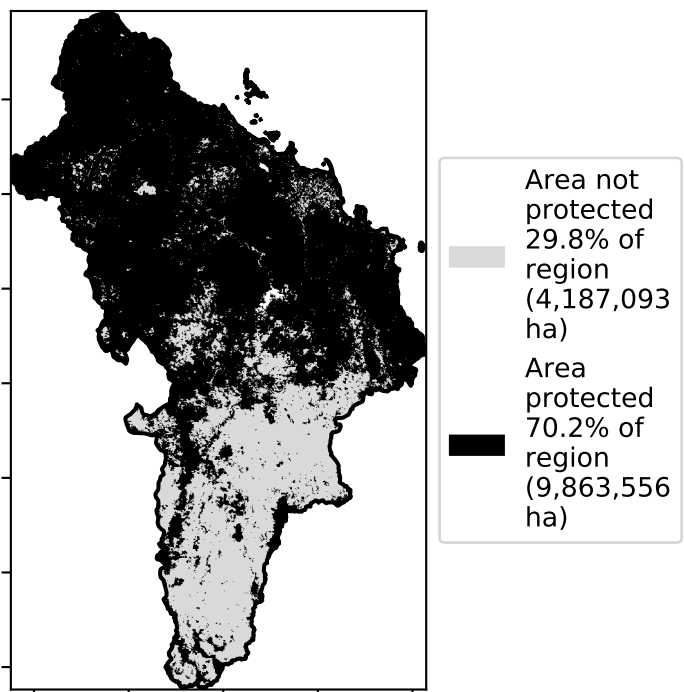 Area not
protected
29.8% of
region
(4,187,093
ha)
Area
protected
70.2% of
region
(9,863,556
ha)